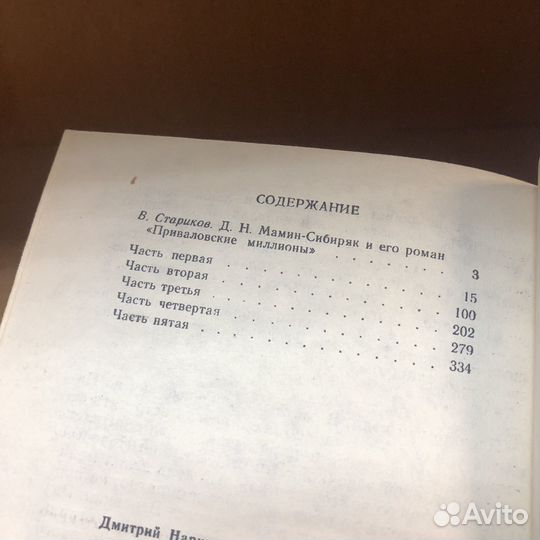 СОДЕРЖАНИЕ
В. Стариков. Д. Н. Мамин-Сибиряк и его роман
«Приваловские миллионы» . . . . . . . 3
Часть первая . . . . . . . . . . . 15
Часть вторая . . . . . . . . . . . 100
Часть третья . . . . . . . . . . . 202
Часть четвертая . . . . . . . . . . 279
Часть пятая . . . . . . . . . . . 334
Дмитрий
Avito